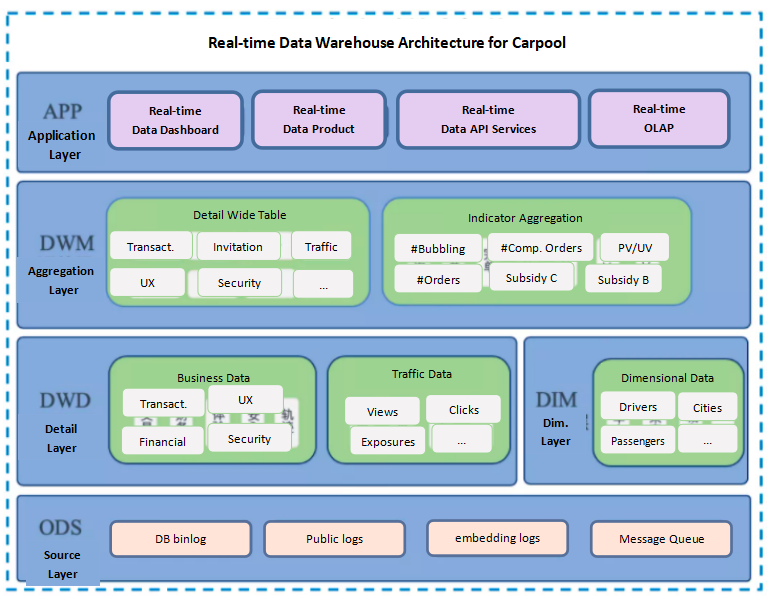 Real-time Data Warehouse Architecture for Carpool
APP
Application
Layer
Real-time
Data Dashboard
Real-time
Data Product
Real-time
Data API Services
Real-time
OLAP
DWM
Aggregation
Layer
Detail Wide Table
Transact.
Invitation
Traffic
UX
Security
...
Indicator Aggregation
#Bubbling
#Comp. Orders
PV/UV
#Orders
Subsidy C
Subsidy B
DWD
Detail
Layer
Business Data
Transact.
UX
Financial
Security
Traffic Data
Views
Clicks
Exposures
...
DIM
Dim.
Layer
Dimensional Data
Drivers
Cities
Passengers
...
ODS
Source
Layer
DB binlog
Public logs
embedding logs
Message Queue